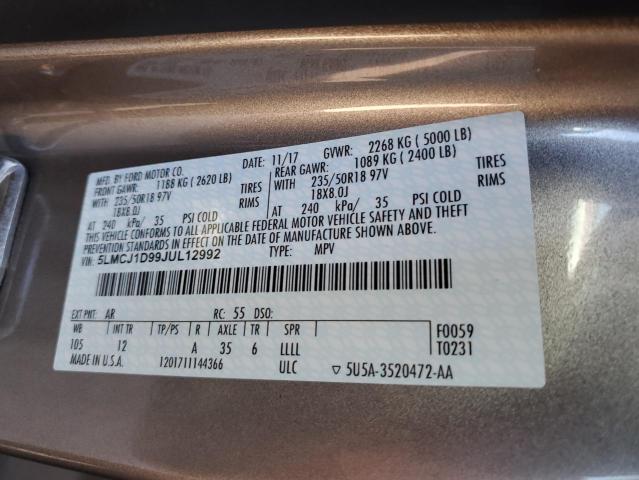 MFD. BY FORD MOTOR CO. DATE: 11/17 GVWR: 2268 KG ( 5000 LB)
FRONT GAWR: 1188 KG ( 2620 LB) REAR GAWR: 1089 KG ( 2400 LB)
WITH 235/50R18 97V TIRES WITH 235/50R18 97V TIRES
18X8.0J RIMS 18X8.0J RIMS
AT 240 kPa/ 35 PSI COLD AT 240 kPa/ 35 PSI COLD
THIS VEHICLE CONFORMS TO ALL APPLICABLE FEDERAL MOTOR VEHICLE SAFETY AND THEFT
PREVENTION STANDARDS IN EFFECT ON THE DATE OF MANUFACTURE SHOWN ABOVE.
VIN: 5LMCJ1D99JUL12992 TYPE: MPV
EXT PNT: AR RC: 55 DSO:
WB INT TR TP/PS R AXLE TR SPR F0059
105 12 A 35 6 LLLL T0231
MADE IN U.S.A. 1201711144366 ULC ▽ 5U5A-3520472-AA